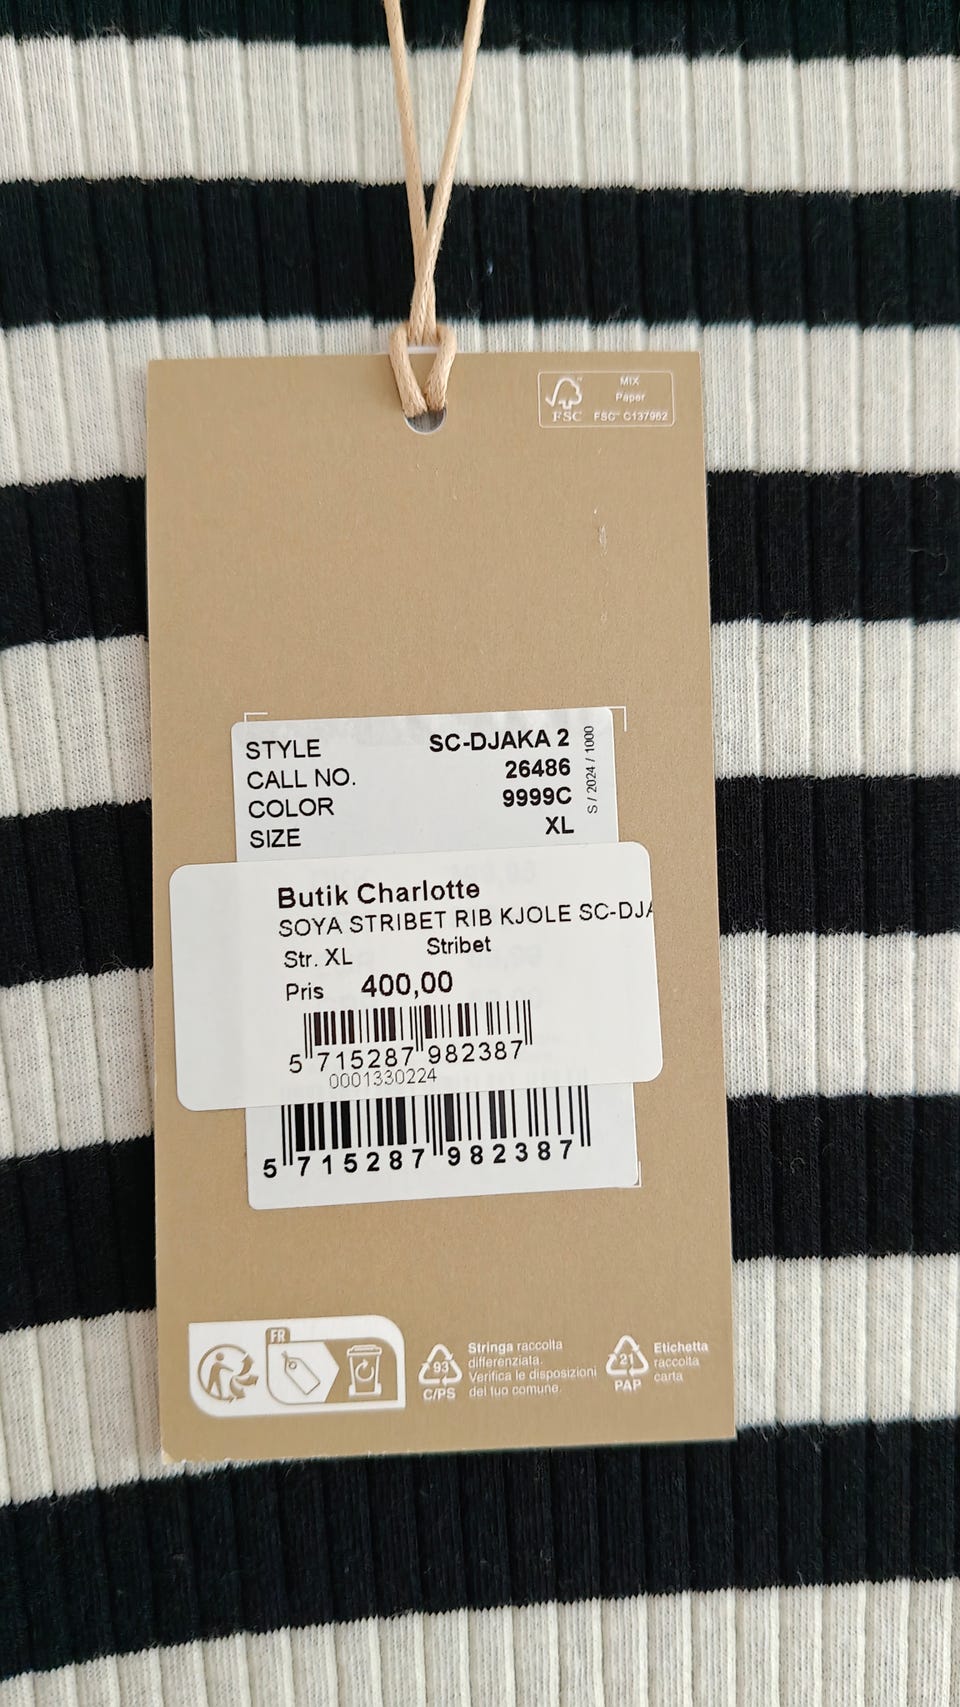 MIX
Paper
FSC
FSC™ C137962
STYLE SC-DJAKA 2
CALL NO. 26486
COLOR 9999C
SIZE XL
S / 2024 / 1000
Butik Charlotte
SOYA STRIBET RIB KJOLE SC-DJA
Str. XL Stribet
Pris 400,00
5 715287 982387
0001330224
5 715287 982387
FR
93
C/PS
Stringa raccolta
differenziata.
Verifica le disposizioni
del tuo comune.
21
PAP
Etichetta
raccolta
carta